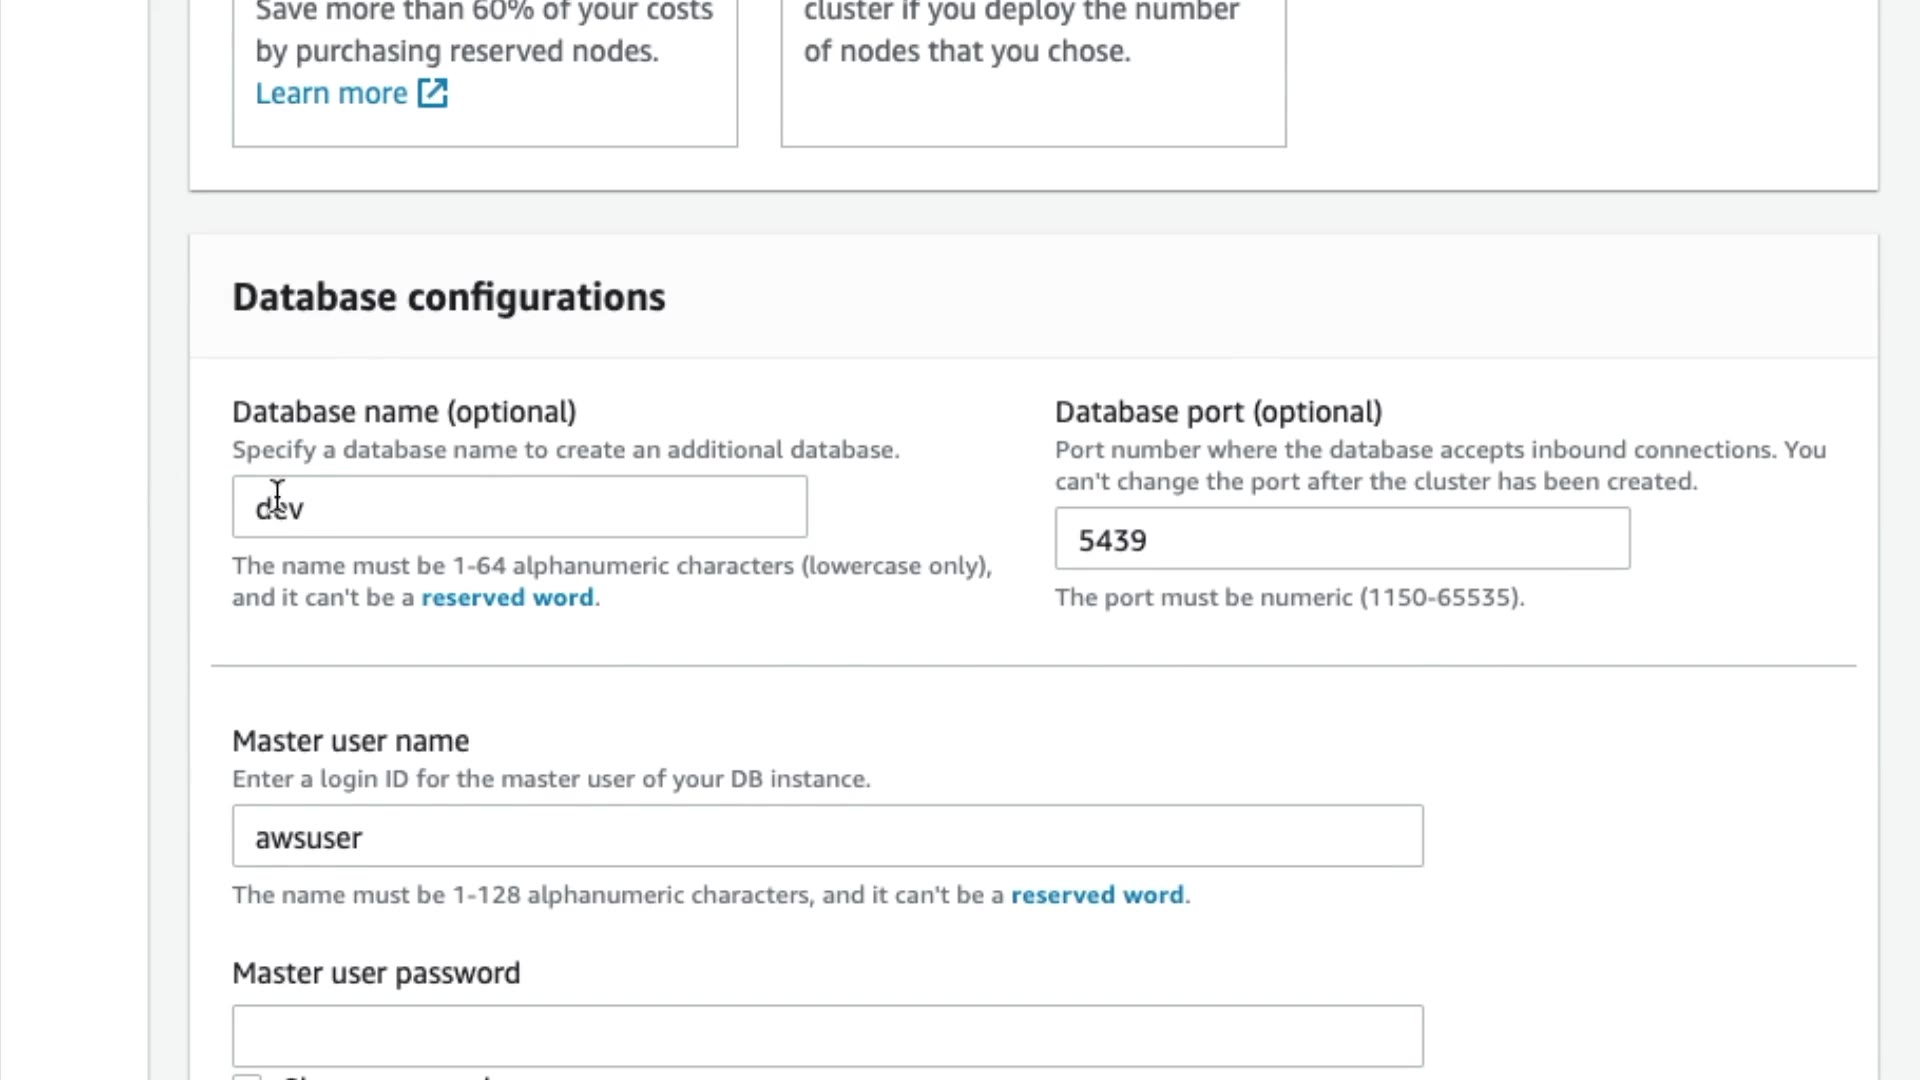 Save more than 60% of your costs
by purchasing reserved nodes.
Learn more
cluster if you deploy the number
of nodes that you chose.
Database configurations
Database name (optional)
Specify a database name to create an additional database.
dev
The name must be 1-64 alphanumeric characters (lowercase only),
and it can't be a reserved word.
Database port (optional)
Port number where the database accepts inbound connections. You
can't change the port after the cluster has been created.
5439
The port must be numeric (1150-65535).
Master user name
Enter a login ID for the master user of your DB instance.
awsuser
The name must be 1-128 alphanumeric characters, and it can't be a reserved word.
Master user password